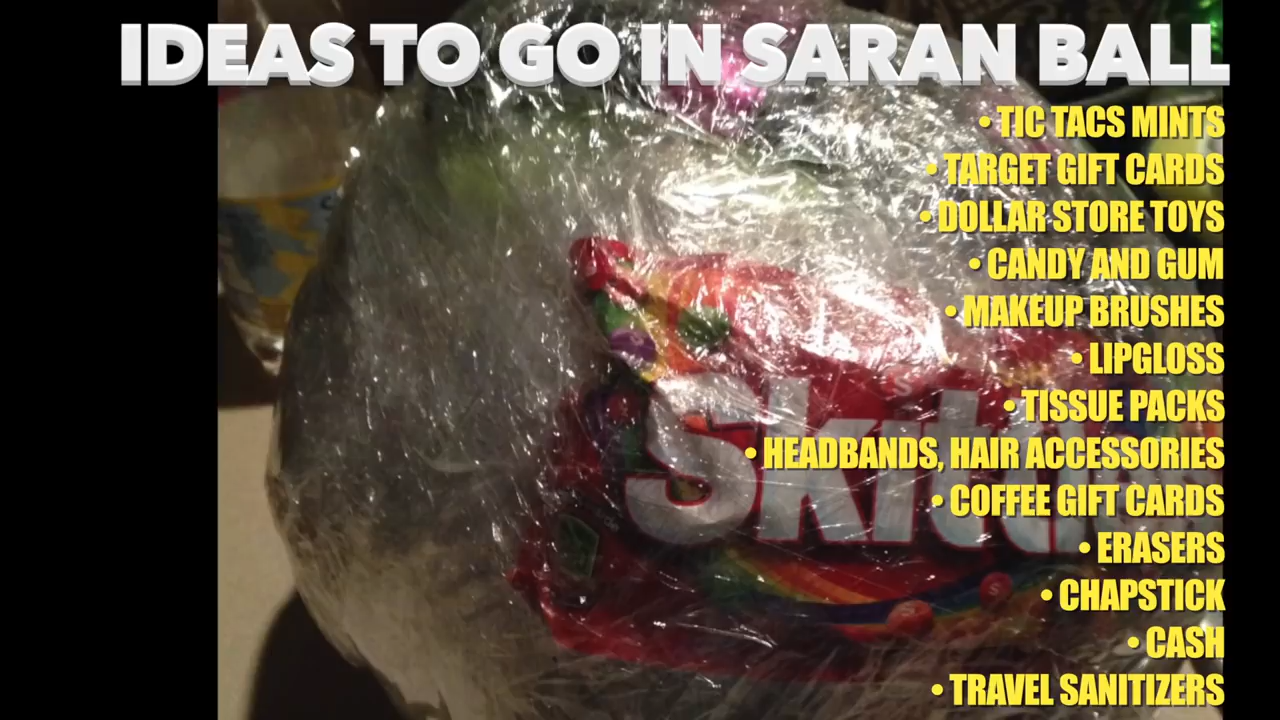 IDEAS TO GO IN SARAN BALL
• TIC TACS MINTS
• TARGET GIFT CARDS
• DOLLAR STORE TOYS
• CANDY AND GUM
• MAKEUP BRUSHES
• LIPGLOSS
• TISSUE PACKS
• HEADBANDS, HAIR ACCESSORIES
• COFFEE GIFT CARDS
• ERASERS
• CHAPSTICK
• CASH
• TRAVEL SANITIZERS
Skittl